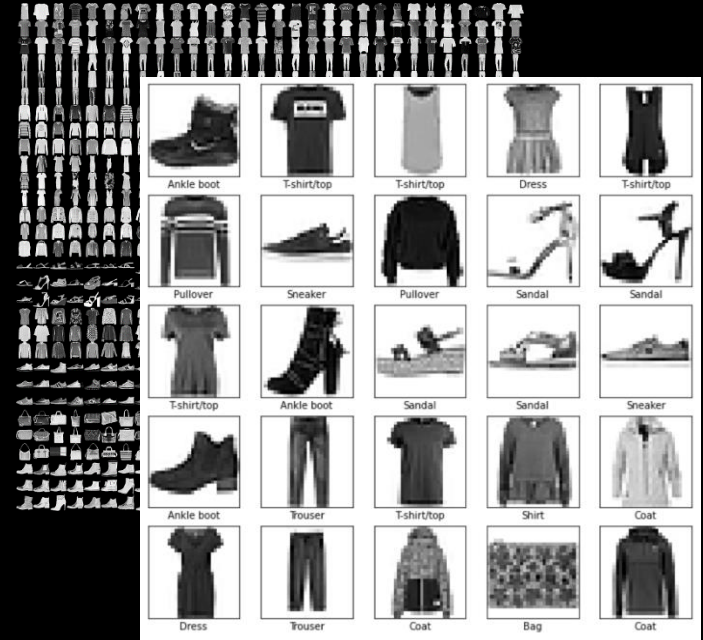 Ankle boot T-shirt/top T-shirt/top Dress T-shirt/top
Pullover Sneaker Pullover Sandal Sandal
T-shirt/top Ankle boot Sandal Sandal Sneaker
Ankle boot Trouser T-shirt/top Shirt Coat
Dress Trouser Coat Bag Coat